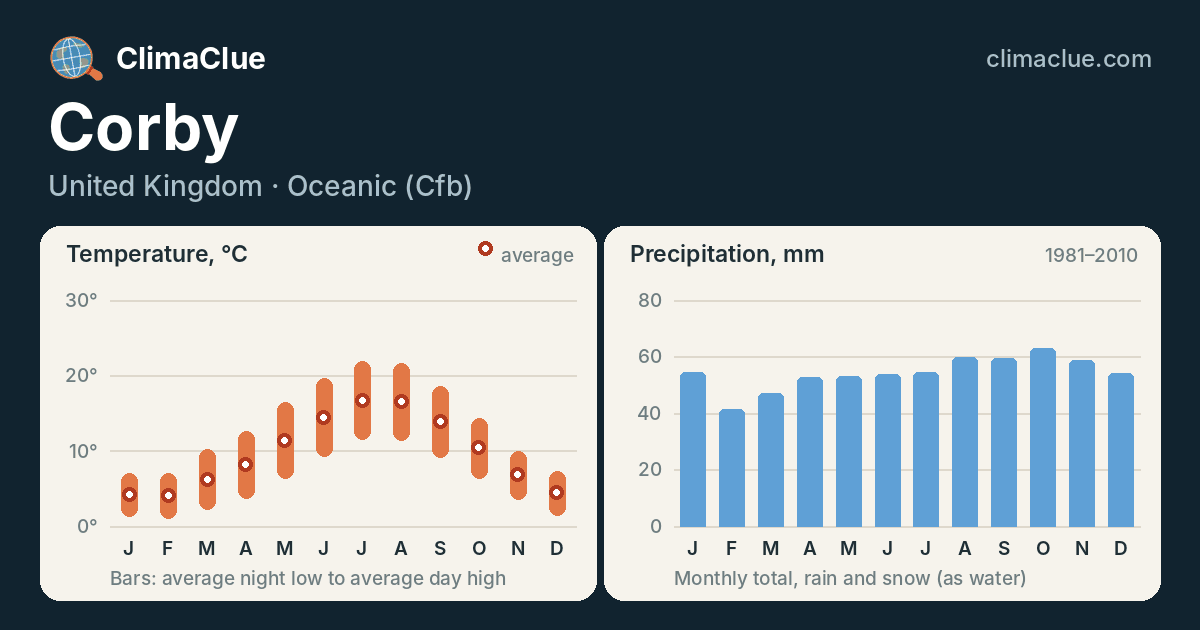 ClimaClue
climaclue.com
Corby
United Kingdom · Oceanic (Cfb)
Temperature, °C
average
30°
20°
10°
0°
J F M A M J J A S O N D
Bars: average night low to average day high
Precipitation, mm
1981–2010
80
60
40
20
0
J F M A M J J A S O N D
Monthly total, rain and snow (as water)